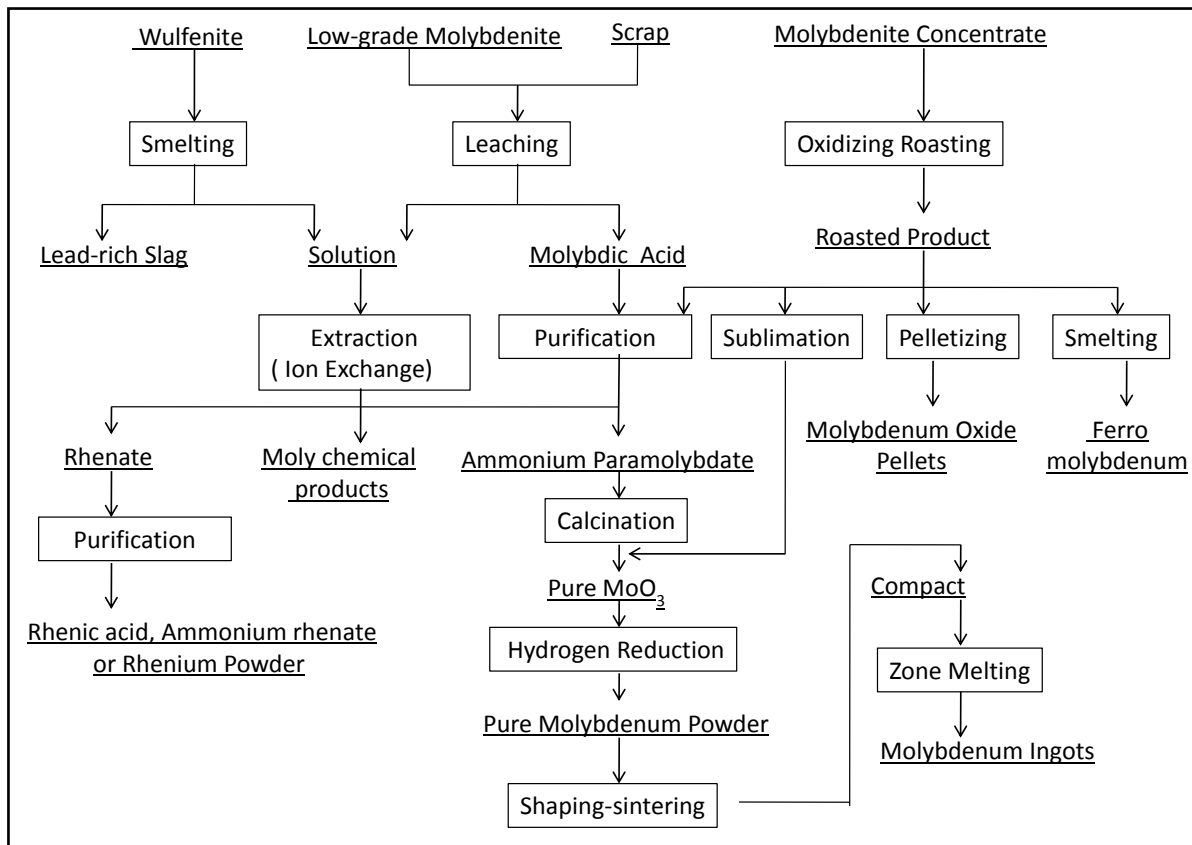 Wulfenite
Low-grade Molybdenite
Scrap
Molybdenite Concentrate
Smelting
Leaching
Oxidizing Roasting
Lead-rich Slag
Solution
Molybdic Acid
Roasted Product
Extraction
( Ion Exchange)
Purification
Sublimation
Pelletizing
Smelting
Rhenate
Moly chemical
products
Ammonium Paramolybdate
Molybdenum Oxide
Pellets
Ferro
molybdenum
Purification
Calcination
Pure MoO₃
Compact
Rhenic acid, Ammonium rhenate
or Rhenium Powder
Hydrogen Reduction
Zone Melting
Pure Molybdenum Powder
Molybdenum Ingots
Shaping-sintering